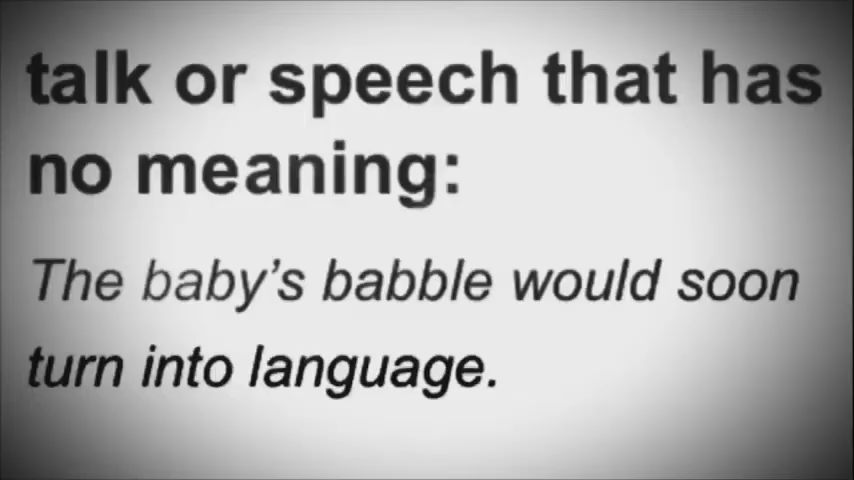 talk or speech that has
no meaning:
The baby's babble would soon
turn into language.